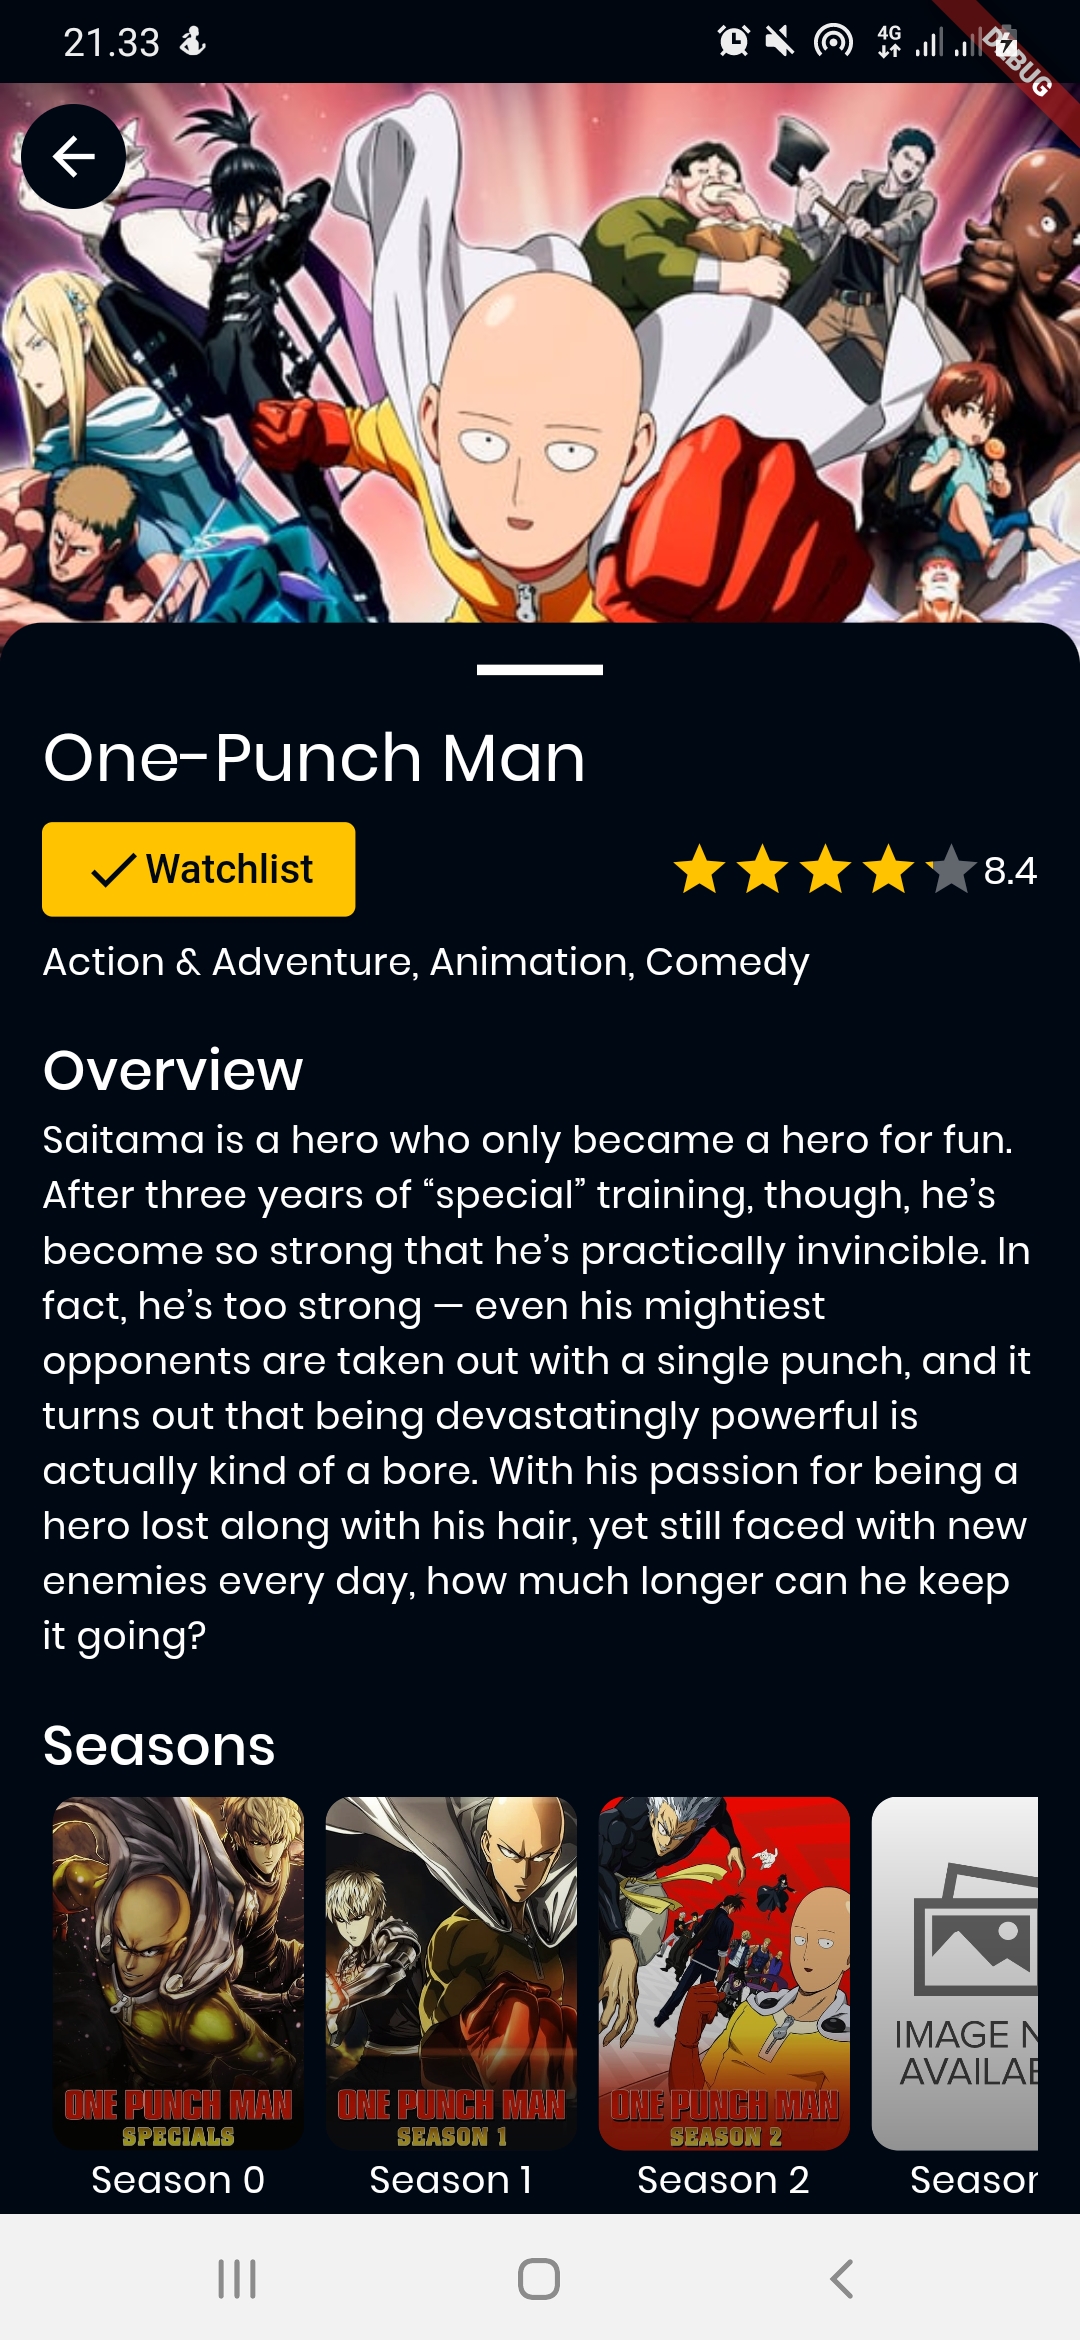 21.33
4G
DEBUG
One-Punch Man
Watchlist
8.4
Action & Adventure, Animation, Comedy
Overview
Saitama is a hero who only became a hero for fun.
After three years of “special” training, though, he’s
become so strong that he’s practically invincible. In
fact, he’s too strong — even his mightiest
opponents are taken out with a single punch, and it
turns out that being devastatingly powerful is
actually kind of a bore. With his passion for being a
hero lost along with his hair, yet still faced with new
enemies every day, how much longer can he keep
it going?
Seasons
ONE PUNCH MAN
SPECIALS
ONE PUNCH MAN
SEASON 1
ONE PUNCH MAN
SEASON 2
IMAGE N
AVAILAB
Season 0
Season 1
Season 2
Season